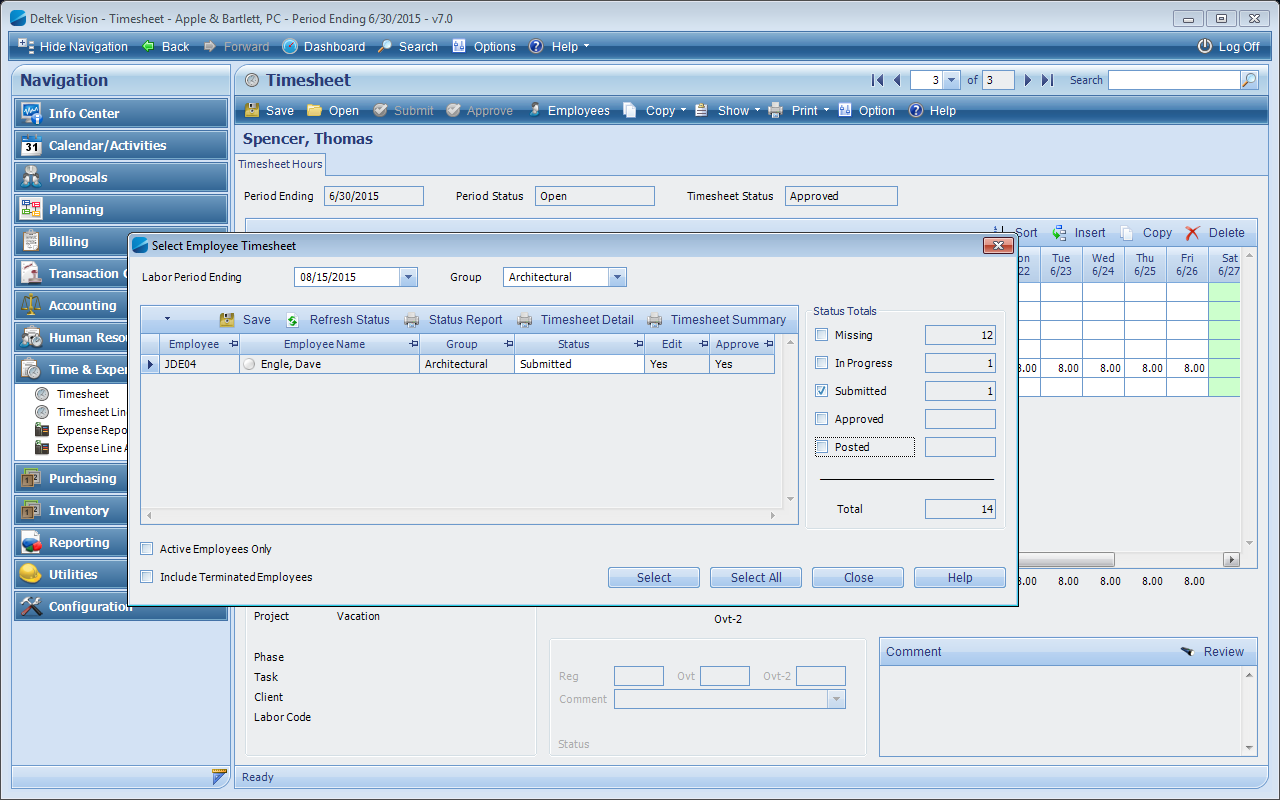 Deltek Vision - Timesheet - Apple & Bartlett, PC - Period Ending 6/30/2015 - v7.0
Hide Navigation Back Forward Dashboard Search Options Help Log Off
Navigation
Info Center
31 Calendar/Activities
Proposals
Planning
Billing
Transaction C
Accounting
Human Reso
Time & Expe
Timesheet
Timesheet Lin
Expense Repo
Expense Line A
Purchasing
Inventory
Reporting
Utilities
Configuration
Timesheet 3 of 3 Search
Save Open Submit Approve Employees Copy Show Print Option Help
Spencer, Thomas
Timesheet Hours
Period Ending 6/30/2015 Period Status Open Timesheet Status Approved
Sort Insert Copy Delete
on Tue Wed Thu Fri Sat
22 6/23 6/24 6/25 6/26 6/27
8.00 8.00 8.00 8.00 8.00
Select Employee Timesheet
Labor Period Ending 08/15/2015 Group Architectural
Save Refresh Status Status Report Timesheet Detail Timesheet Summary
Employee Employee Name Group Status Edit Approve
JDE04 Engle, Dave Architectural Submitted Yes Yes
Status Totals
Missing 12
In Progress 1
Submitted 1
Approved
Posted
Total 14
Active Employees Only
Include Terminated Employees
Select Select All Close Help
8.00 8.00 8.00 8.00 8.00
Project Vacation
Phase
Task
Client
Labor Code
Ovt-2
Reg Ovt Ovt-2
Comment
Status
Comment Review
Ready